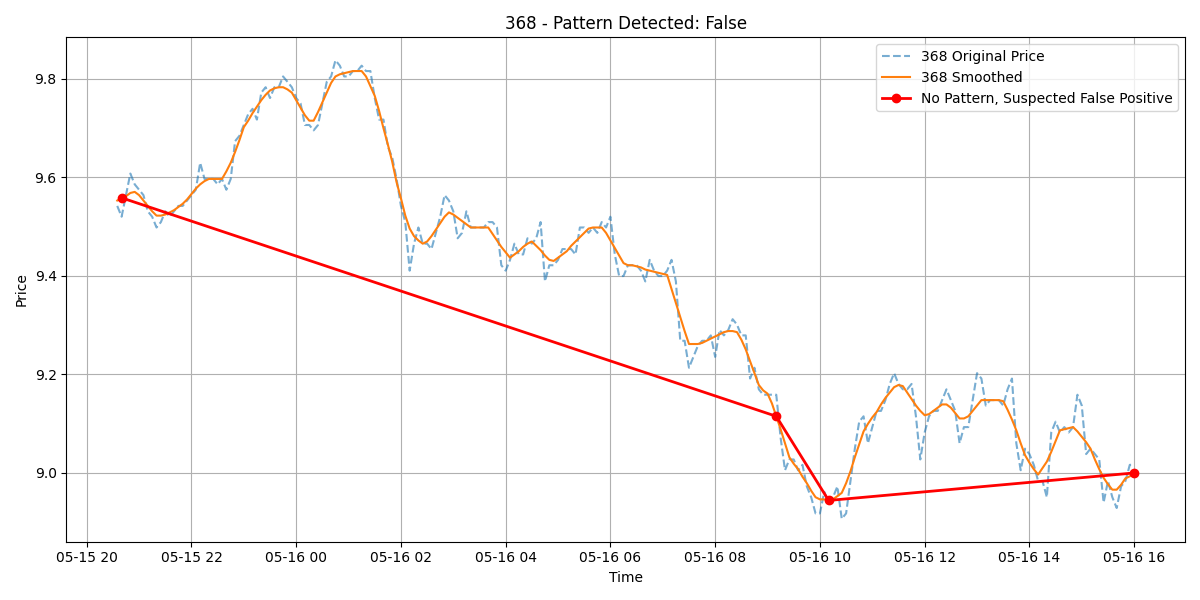 368 - Pattern Detected: False
368 Original Price
368 Smoothed
No Pattern, Suspected False Positive
Price
9.8
9.6
9.4
9.2
9.0
05-15 20 05-15 22 05-16 00 05-16 02 05-16 04 05-16 06 05-16 08 05-16 10 05-16 12 05-16 14 05-16 16
Time